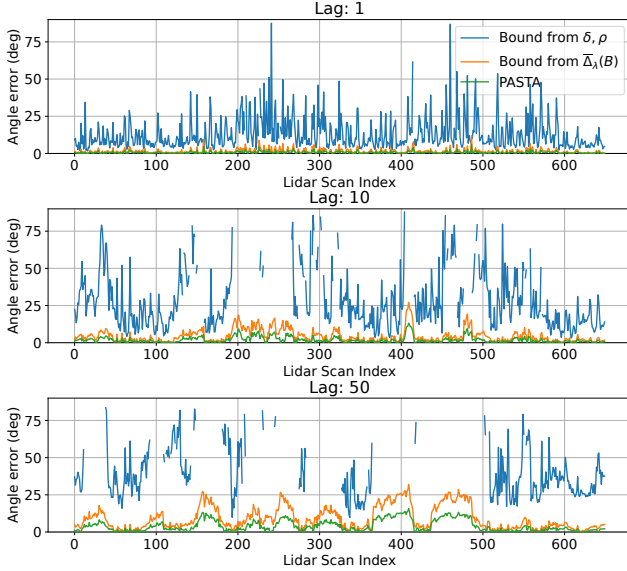 Lag: 1
Angle error (deg)
75
50
25
0
Bound from δ, ρ
Bound from Δ̅_λ(B)
PASTA
0 100 200 300 400 500 600
Lidar Scan Index
Lag: 10
Angle error (deg)
75
50
25
0
0 100 200 300 400 500 600
Lidar Scan Index
Lag: 50
Angle error (deg)
75
50
25
0
0 100 200 300 400 500 600
Lidar Scan Index